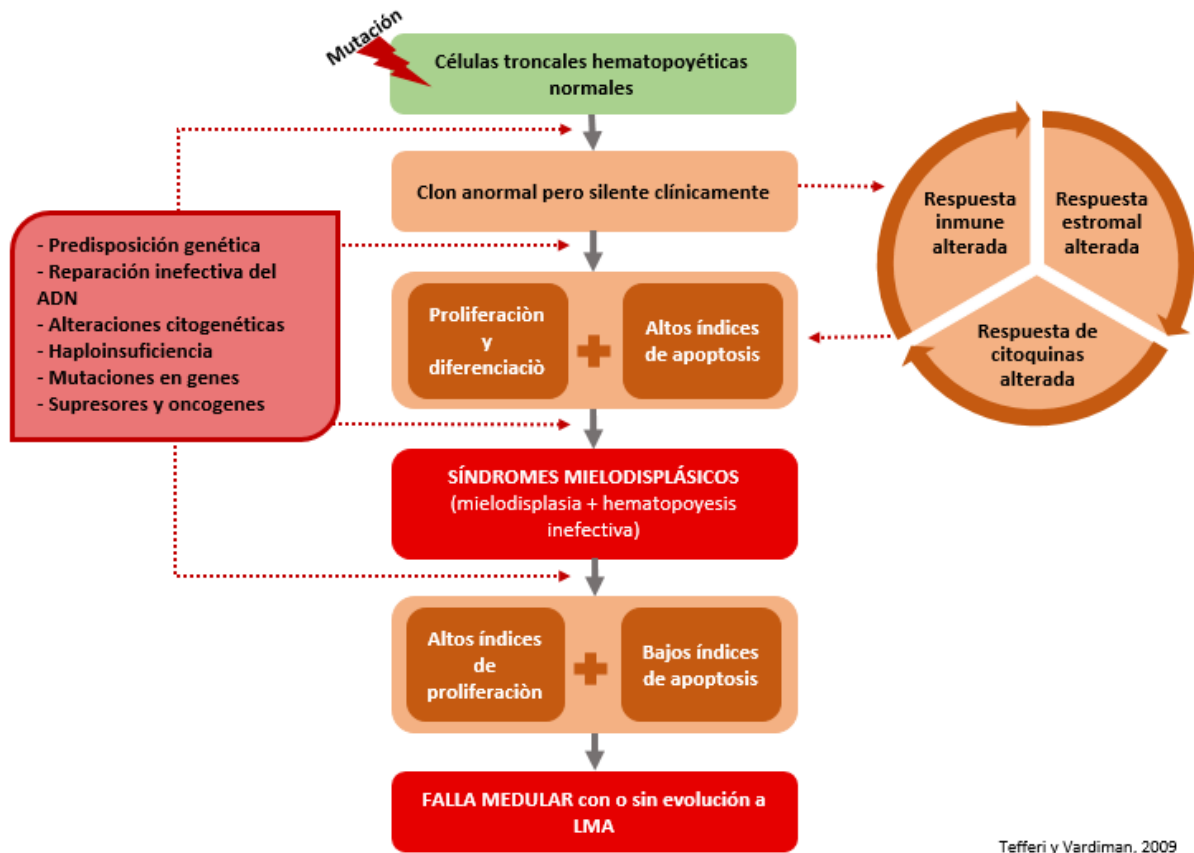 Mutación
Células troncales hematopoyéticas
normales
Clon anormal pero silente clínicamente
Respuesta
inmune
alterada
Respuesta
estromal
alterada
Respuesta de
citoquinas
alterada
- Predisposición genética
- Reparación inefectiva del
ADN
- Alteraciones citogenéticas
- Haploinsuficiencia
- Mutaciones en genes
- Supresores y oncogenes
Proliferaciòn
y
diferenciaciò
Altos índices
de apoptosis
SÍNDROMES MIELODISPLÁSICOS
(mielodisplasia + hematopoyesis
inefectiva)
Altos índices
de
proliferaciòn
Bajos índices
de apoptosis
FALLA MEDULAR con o sin evolución a
LMA
Tefferi y Vardiman. 2009